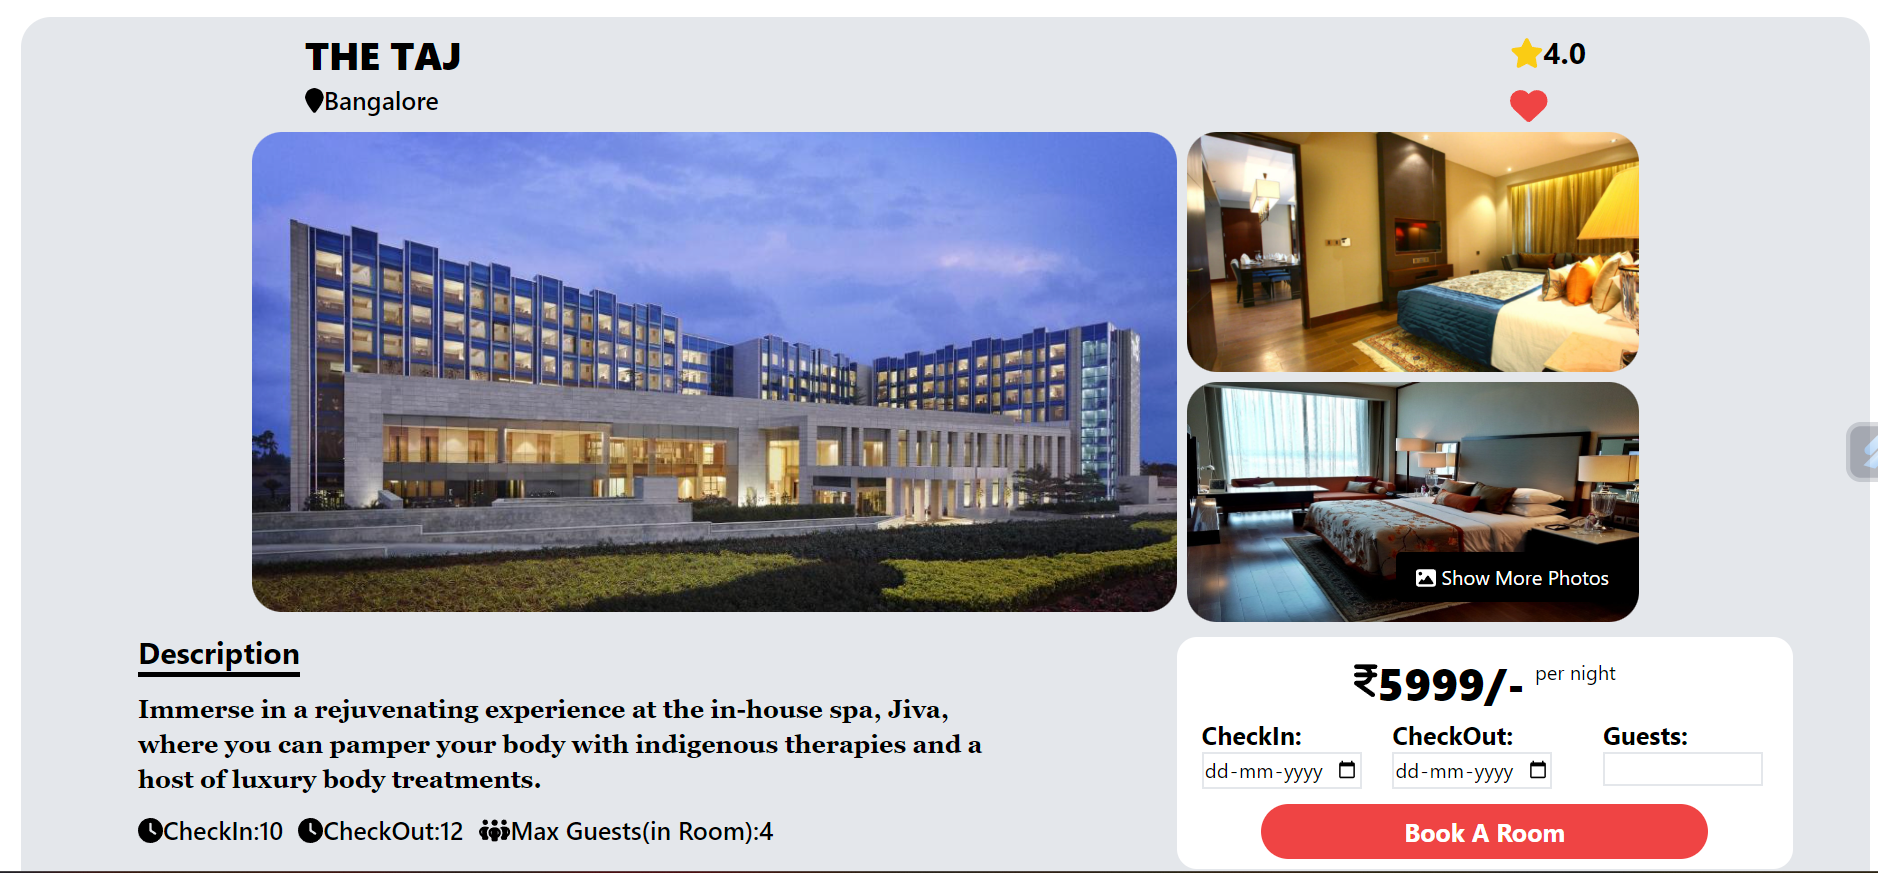 THE TAJ
4.0
Bangalore
Show More Photos
Description
Immerse in a rejuvenating experience at the in-house spa, Jiva,
where you can pamper your body with indigenous therapies and a
host of luxury body treatments.
CheckIn:10 CheckOut:12 Max Guests(in Room):4
₹5999/- per night
CheckIn: CheckOut: Guests:
dd-mm-yyyy dd-mm-yyyy
Book A Room